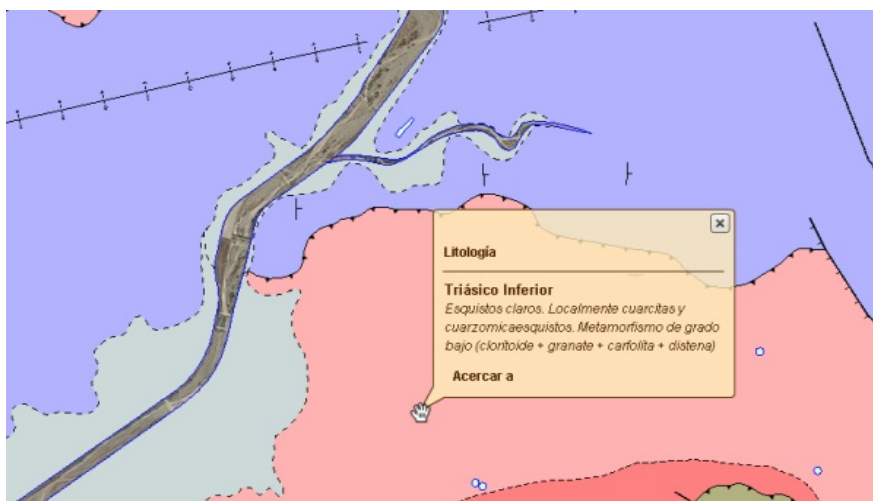 Litología
Triásico Inferior
Esquistos claros. Localmente cuarcitas y
cuarzomicaesquistos. Metamorfismo de grado
bajo (cloritoide + granate + carfolita + distena)
Acercar a